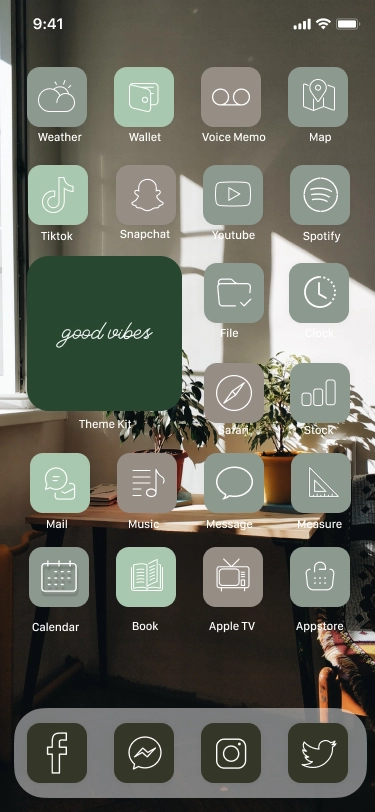 9:41
Weather
Wallet
Voice Memo
Map
Tiktok
Snapchat
Youtube
Spotify
good vibes
File
Clock
Theme Kit
Safari
Stock
Mail
Music
Message
Measure
Calendar
Book
Apple TV
Appstore